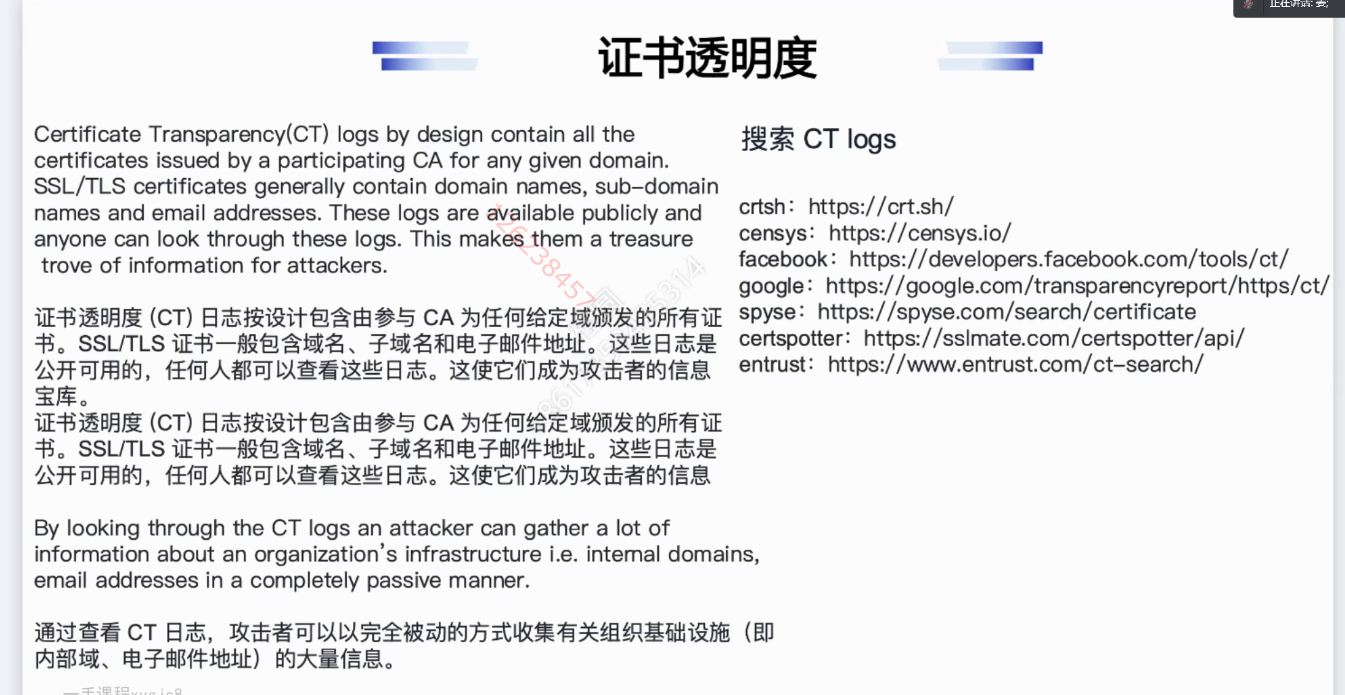 正在讲话: 娄;
证书透明度
Certificate Transparency(CT) logs by design contain all the
certificates issued by a participating CA for any given domain.
SSL/TLS certificates generally contain domain names, sub-domain
names and email addresses. These logs are available publicly and
anyone can look through these logs. This makes them a treasure
trove of information for attackers.
证书透明度 (CT) 日志按设计包含由参与 CA 为任何给定域颁发的所有证
书。SSL/TLS 证书一般包含域名、子域名和电子邮件地址。这些日志是
公开可用的，任何人都可以查看这些日志。这使它们成为攻击者的信息
宝库。
证书透明度 (CT) 日志按设计包含由参与 CA 为任何给定域颁发的所有证
书。SSL/TLS 证书一般包含域名、子域名和电子邮件地址。这些日志是
公开可用的，任何人都可以查看这些日志。这使它们成为攻击者的信息
By looking through the CT logs an attacker can gather a lot of
information about an organization's infrastructure i.e. internal domains,
email addresses in a completely passive manner.
通过查看 CT 日志，攻击者可以以完全被动的方式收集有关组织基础设施（即
内部域、电子邮件地址）的大量信息。
搜索 CT logs
crtsh：https://crt.sh/
censys：https://censys.io/
facebook：https://developers.facebook.com/tools/ct/
google：https://google.com/transparencyreport/https/ct/
spyse：https://spyse.com/search/certificate
certspotter：https://sslmate.com/certspotter/api/
entrust：https://www.entrust.com/ct-search/